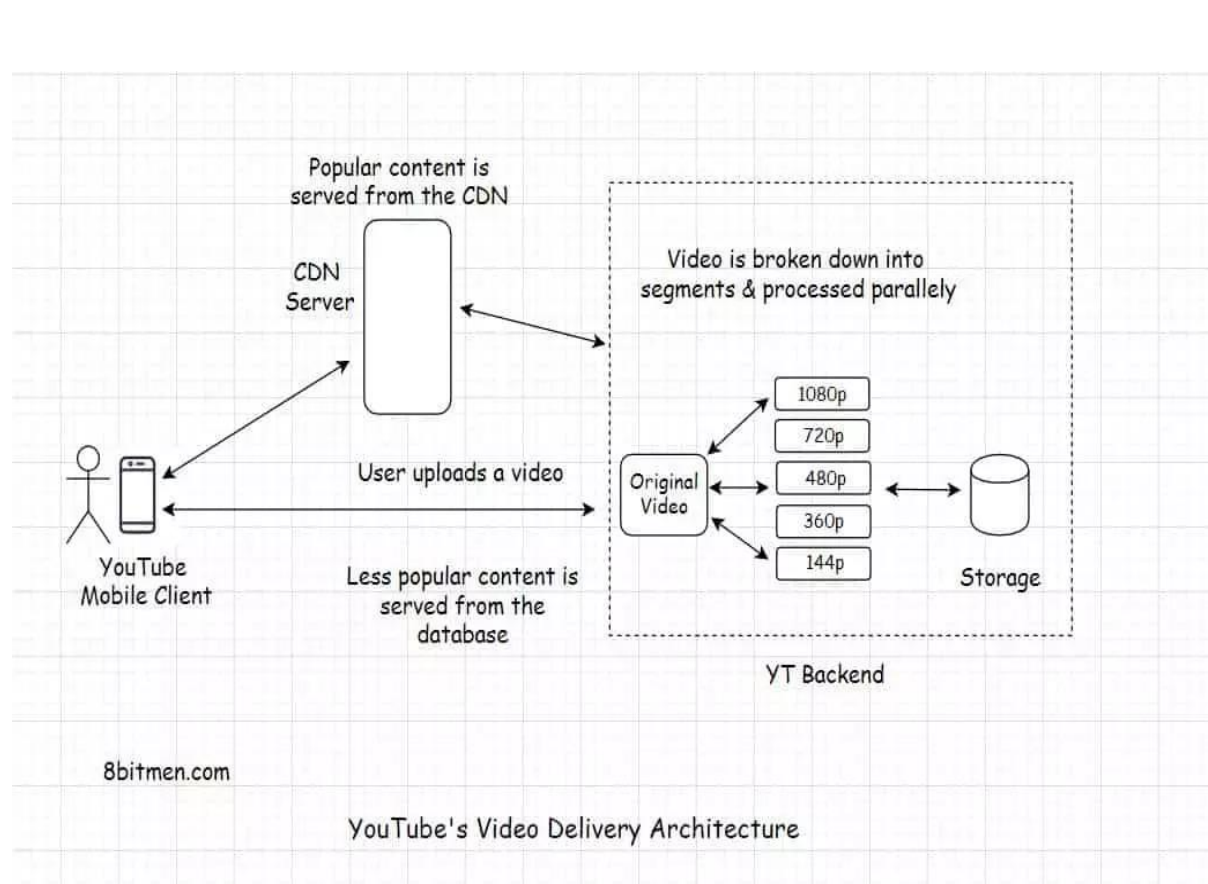 Popular content is
served from the CDN
CDN
Server
Video is broken down into
segments & processed parallely
1080p
720p
480p
360p
144p
Original
Video
User uploads a video
YouTube
Mobile Client
Less popular content is
served from the
database
Storage
YT Backend
8bitmen.com
YouTube's Video Delivery Architecture